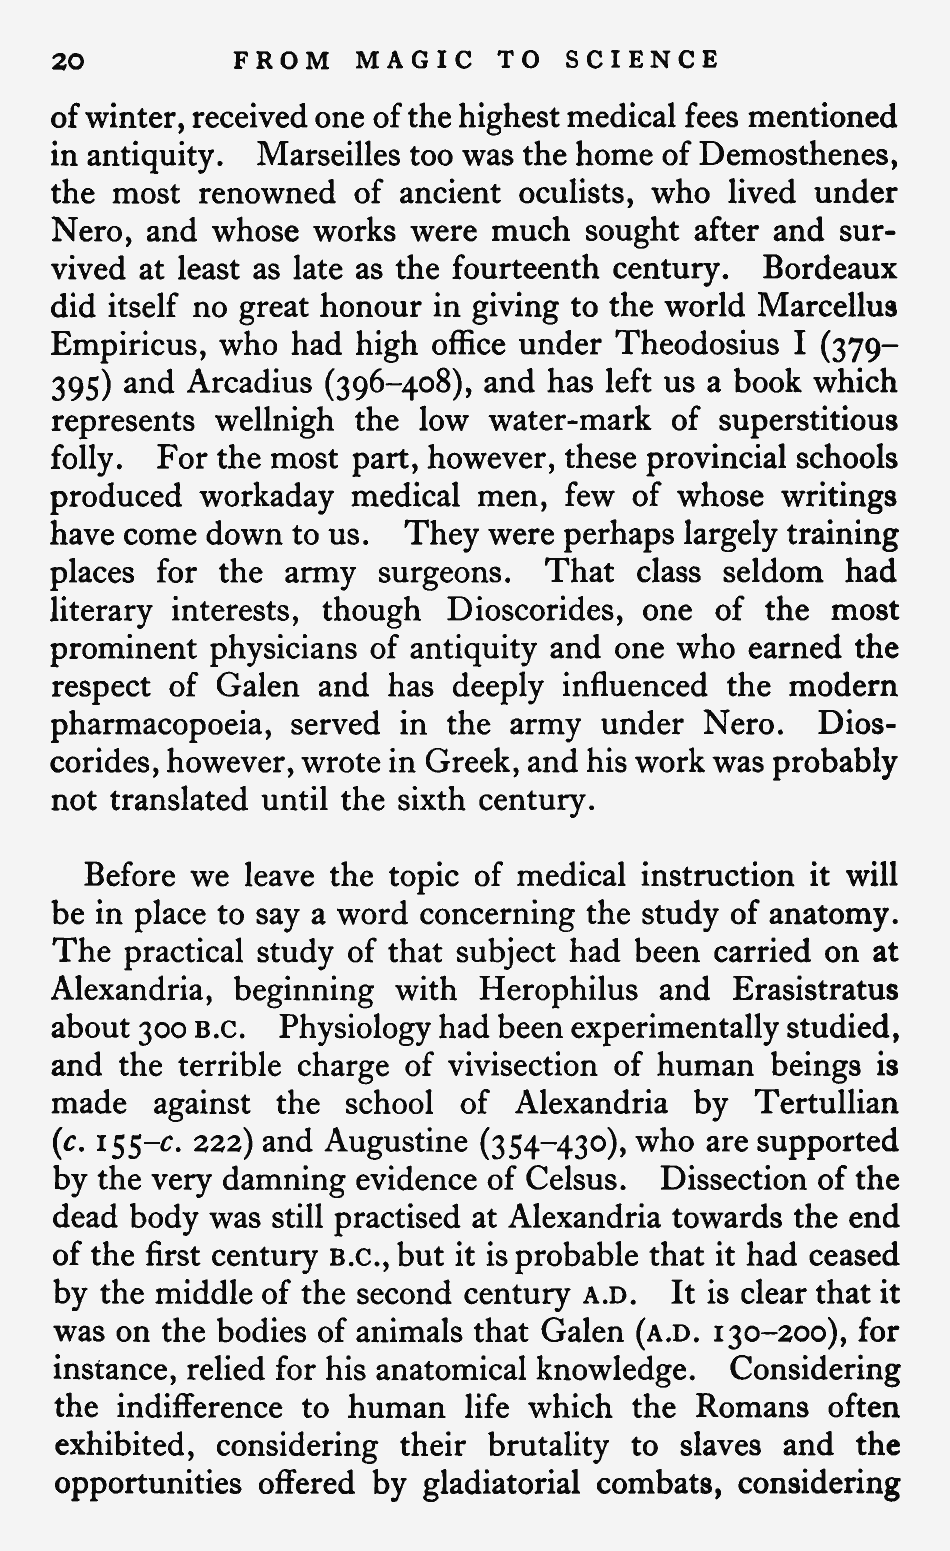 20 FROM MAGIC TO SCIENCE
of winter, received one of the highest medical fees mentioned
in antiquity. Marseilles too was the home of Demosthenes,
the most renowned of ancient oculists, who lived under
Nero, and whose works were much sought after and sur-
vived at least as late as the fourteenth century. Bordeaux
did itself no great honour in giving to the world Marcellus
Empiricus, who had high office under Theodosius I (379–
395) and Arcadius (396–408), and has left us a book which
represents wellnigh the low water-mark of superstitious
folly. For the most part, however, these provincial schools
produced workaday medical men, few of whose writings
have come down to us. They were perhaps largely training
places for the army surgeons. That class seldom had
literary interests, though Dioscorides, one of the most
prominent physicians of antiquity and one who earned the
respect of Galen and has deeply influenced the modern
pharmacopoeia, served in the army under Nero. Dios-
corides, however, wrote in Greek, and his work was probably
not translated until the sixth century.
Before we leave the topic of medical instruction it will
be in place to say a word concerning the study of anatomy.
The practical study of that subject had been carried on at
Alexandria, beginning with Herophilus and Erasistratus
about 300 B.C. Physiology had been experimentally studied,
and the terrible charge of vivisection of human beings is
made against the school of Alexandria by Tertullian
(c. 155–c. 222) and Augustine (354–430), who are supported
by the very damning evidence of Celsus. Dissection of the
dead body was still practised at Alexandria towards the end
of the first century B.C., but it is probable that it had ceased
by the middle of the second century A.D. It is clear that it
was on the bodies of animals that Galen (A.D. 130–200), for
instance, relied for his anatomical knowledge. Considering
the indifference to human life which the Romans often
exhibited, considering their brutality to slaves and the
opportunities offered by gladiatorial combats, considering